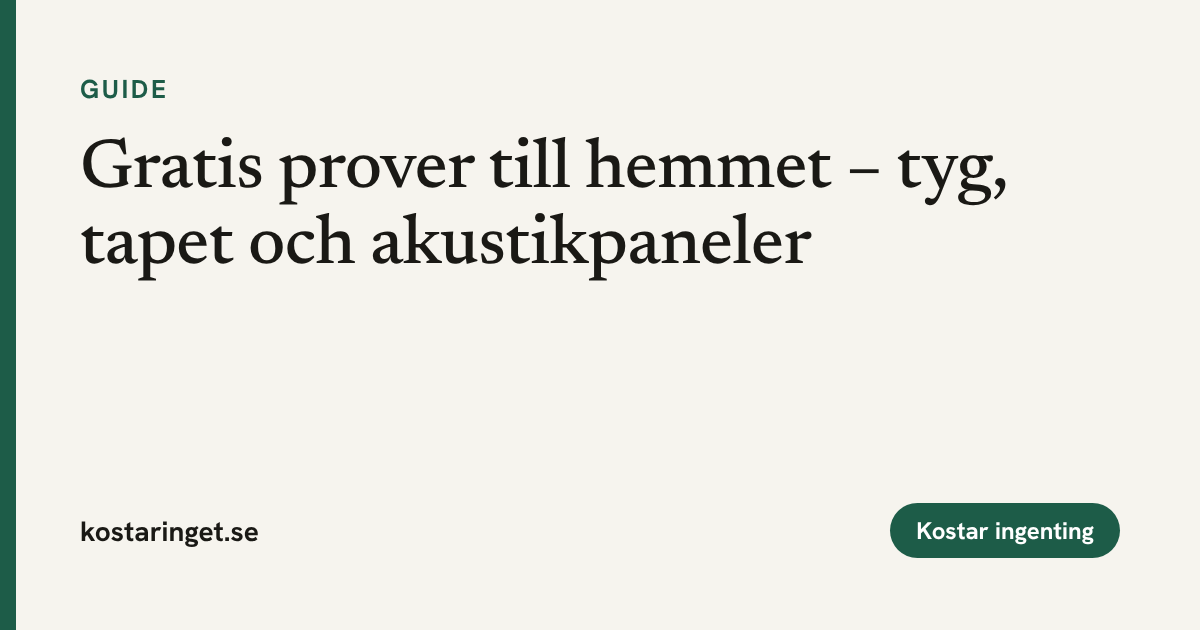 GUIDE
Gratis prover till hemmet – tyg,
tapet och akustikpaneler
kostaringet.se
Kostar ingenting